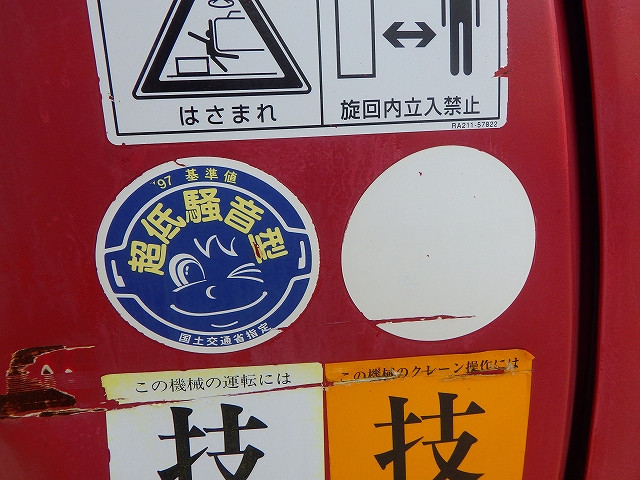 はさまれ
旋回内立入禁止
RA211-57822
'97 基準値
超低騒音型
国土交通省指定
この機械の運転には
技
この機械のクレーン操作には
技